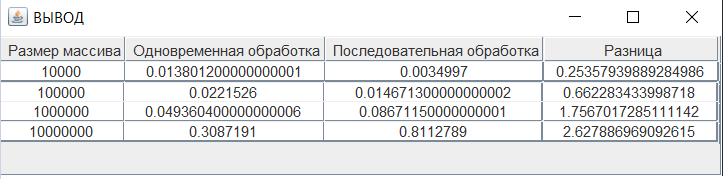 ВЫВОД
Размер массива Одновременная обработка Последовательная обработка Разница
10000 0.013801200000000001 0.0034997 0.25357939889284986
100000 0.0221526 0.014671300000000002 0.662283433998718
1000000 0.049360400000000006 0.08671150000000001 1.7567017285111142
10000000 0.3087191 0.8112789 2.627886969092615